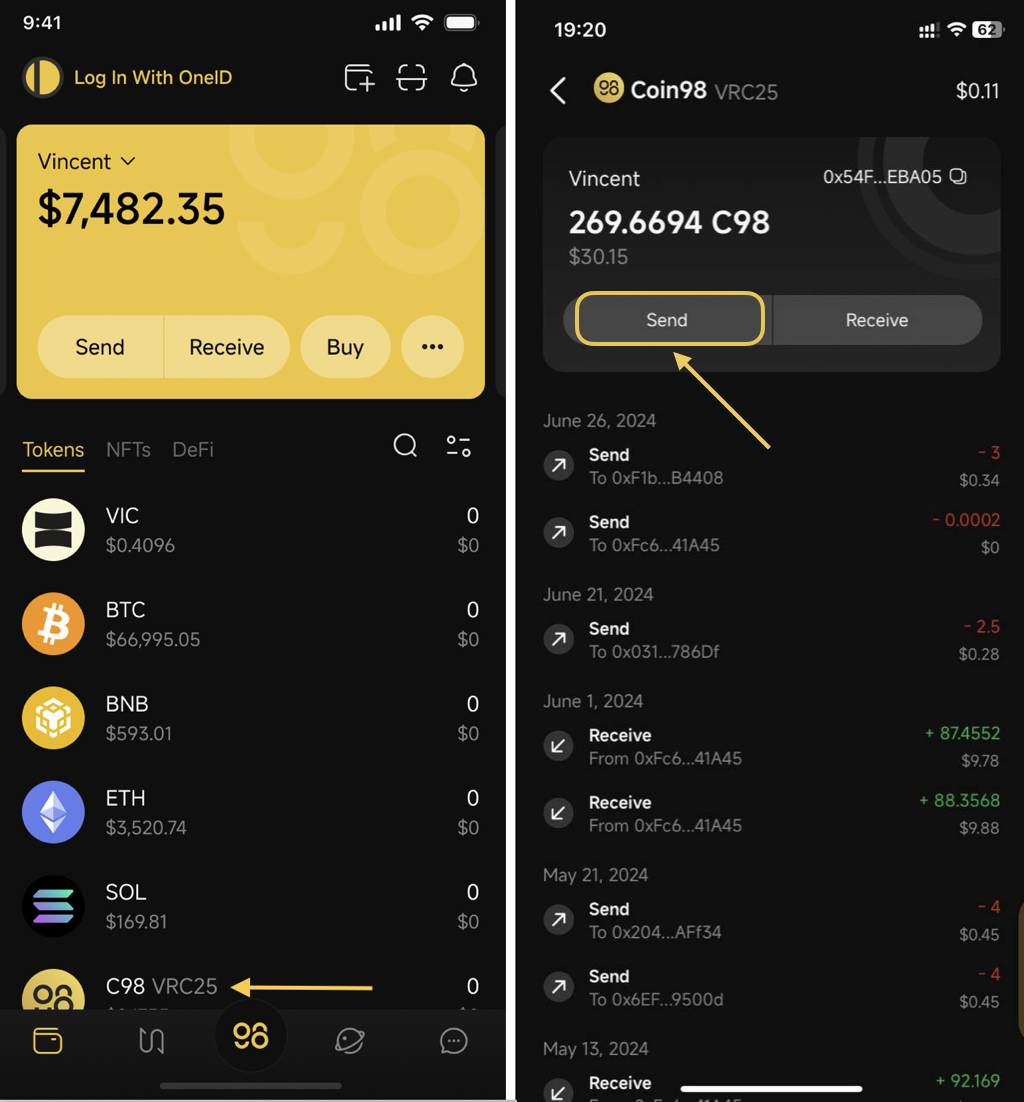 9:41
Log In With OneID
Vincent
$7,482.35
Send
Receive
Buy
Tokens
NFTs
DeFi
VIC
0
$0.4096
$0
BTC
0
$66,995.05
$0
BNB
0
$593.01
$0
ETH
0
$3,520.74
$0
SOL
0
$169.81
$0
C98 VRC25
0
19:20
62
Coin98 VRC25
$0.11
Vincent
0x54F...EBA05
269.6694 C98
$30.15
Send
Receive
June 26, 2024
Send
- 3
To 0xF1b...B4408
$0.34
Send
- 0.0002
To 0xFc6...41A45
$0
June 21, 2024
Send
- 2.5
To 0x031...786Df
$0.28
June 1, 2024
Receive
+ 87.4552
From 0xFc6...41A45
$9.78
Receive
+ 88.3568
From 0xFc6...41A45
$9.88
May 21, 2024
Send
- 4
To 0x204...AFf34
$0.45
Send
- 4
To 0x6EF...9500d
$0.45
May 13, 2024
Receive
+ 92.169